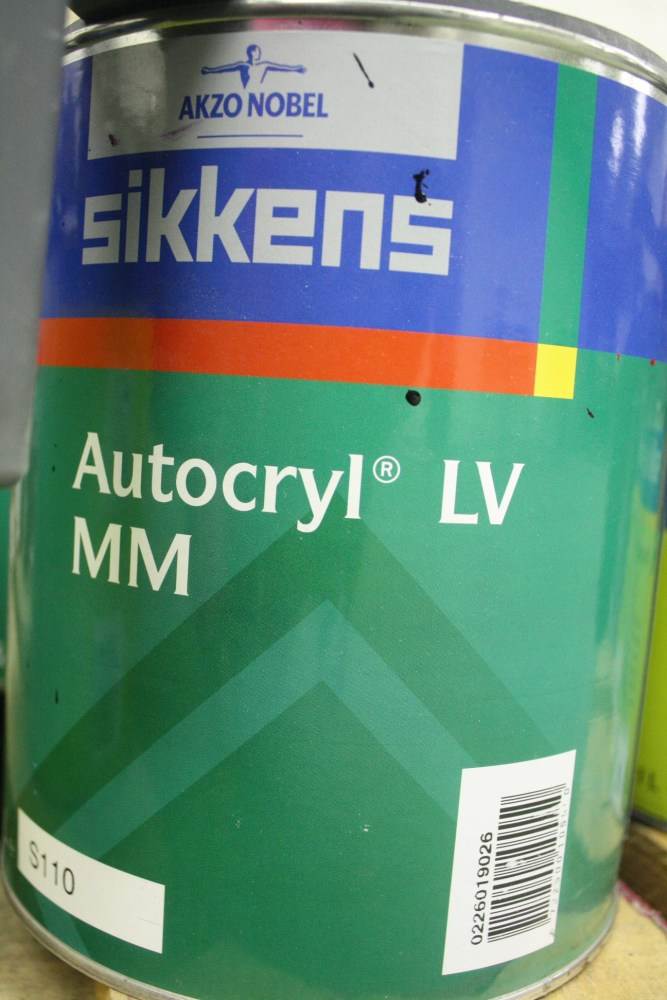 AKZO NOBEL
sikkens
Autocryl® LV
MM
S110
0226019026